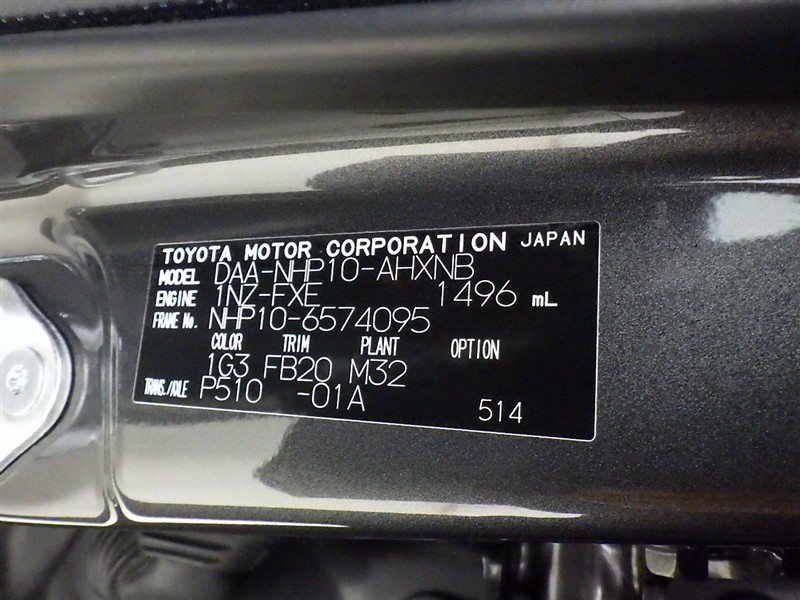 TOYOTA MOTOR CORPORATION JAPAN
MODEL DAA-NHP10-AHXNB
ENGINE 1NZ-FXE 1496 mL
FRAME No. NHP10-6574095
COLOR TRIM PLANT OPTION
1G3 FB20 M32
TRANS./AXLE P510 -01A
514